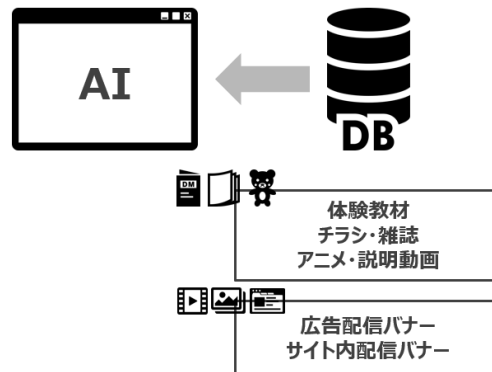 AI
DB
DM
体験教材
チラシ・雑誌
アニメ・説明動画
広告配信バナー
サイト内配信バナー